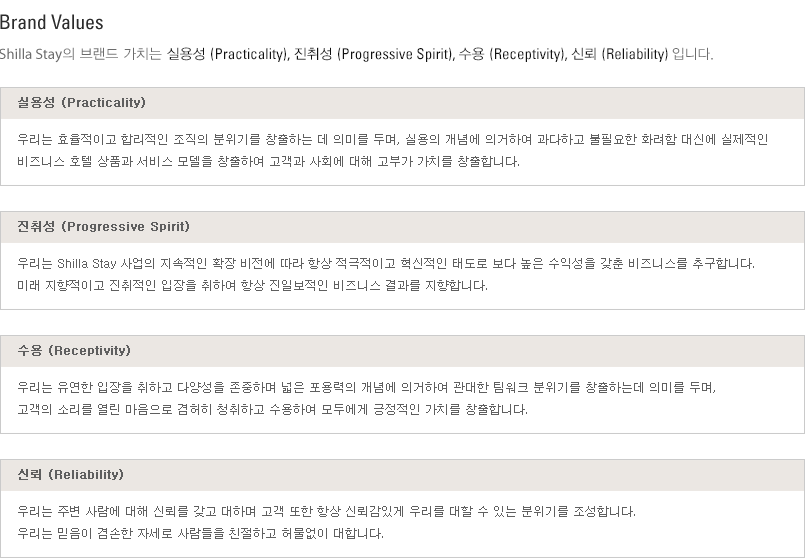 Brand Values
Shilla Stay의 브랜드 가치는 실용성 (Practicality), 진취성 (Progressive Spirit), 수용 (Receptivity), 신뢰 (Reliability) 입니다.
실용성 (Practicality)
우리는 효율적이고 합리적인 조직의 분위기를 창출하는 데 의미를 두며, 실용의 개념에 의거하여 과다하고 불필요한 화려함 대신에 실제적인
비즈니스 호텔 상품과 서비스 모델을 창출하여 고객과 사회에 대해 고부가 가치를 창출합니다.
진취성 (Progressive Spirit)
우리는 Shilla Stay 사업의 지속적인 확장 비전에 따라 항상 적극적이고 혁신적인 태도로 보다 높은 수익성을 갖춘 비즈니스를 추구합니다.
미래 지향적이고 진취적인 입장을 취하여 항상 진일보적인 비즈니스 결과를 지향합니다.
수용 (Receptivity)
우리는 유연한 입장을 취하고 다양성을 존중하며 넓은 포용력의 개념에 의거하여 관대한 팀워크 분위기를 창출하는데 의미를 두며,
고객의 소리를 열린 마음으로 겸허히 청취하고 수용하여 모두에게 긍정적인 가치를 창출합니다.
신뢰 (Reliability)
우리는 주변 사람에 대해 신뢰를 갖고 대하며 고객 또한 항상 신뢰감있게 우리를 대할 수 있는 분위기를 조성합니다.
우리는 믿음이 겸손한 자세로 사람들을 친절하고 허물없이 대합니다.